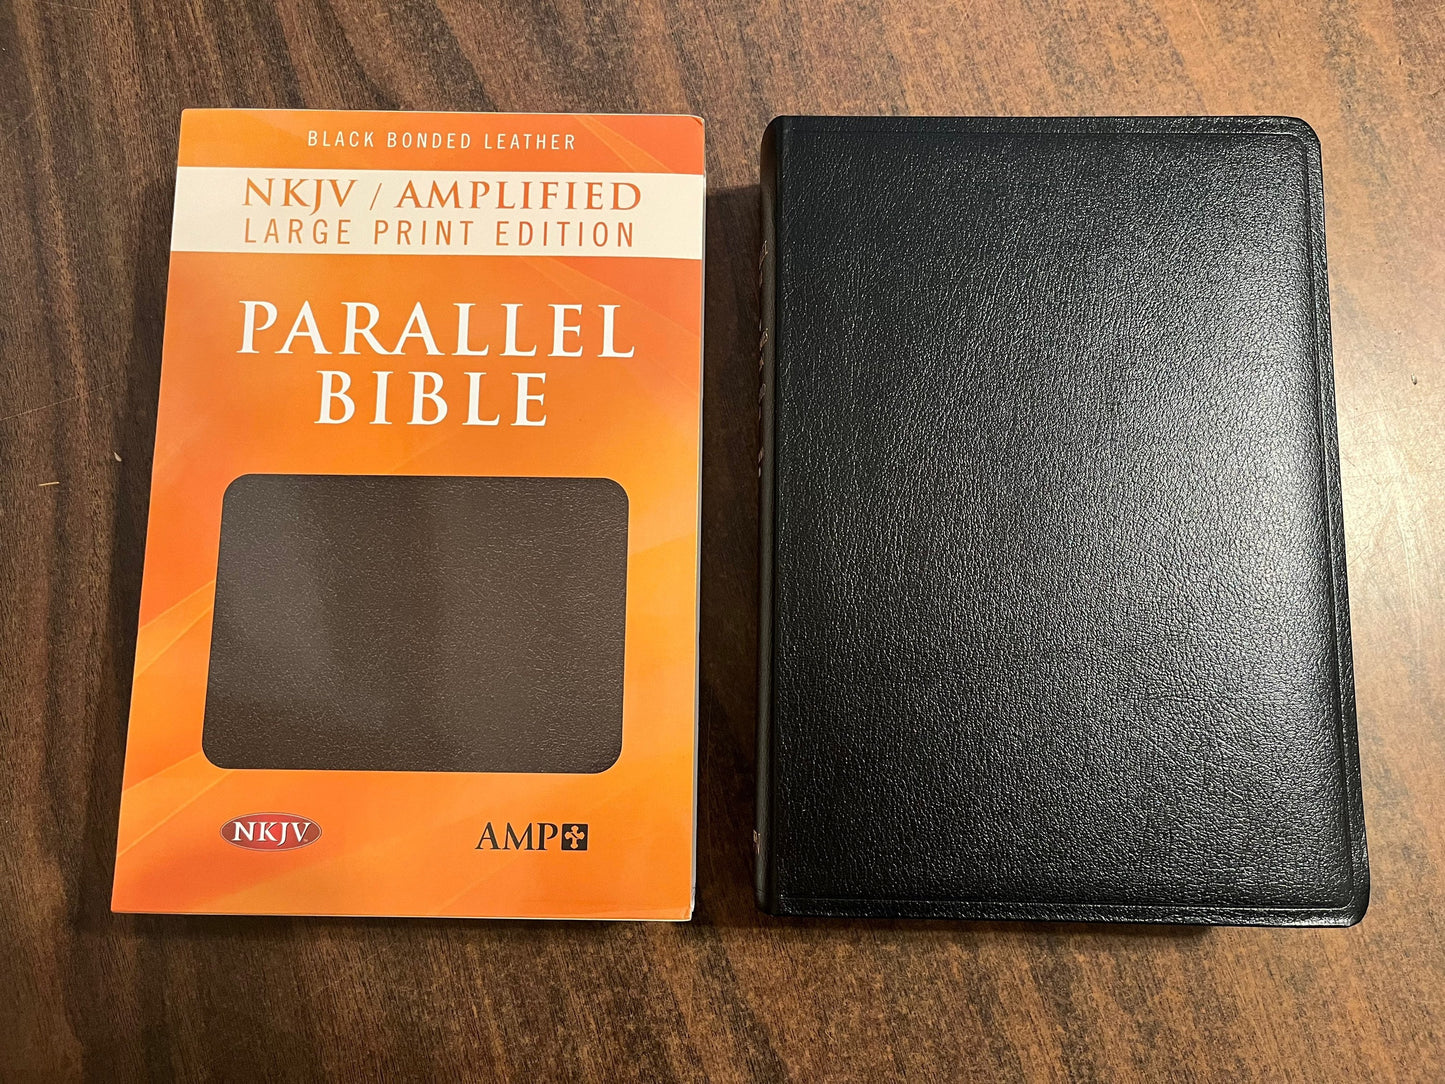 BLACK BONDED LEATHER
NKJV / AMPLIFIED
LARGE PRINT EDITION
PARALLEL
BIBLE
NKJV
AMP